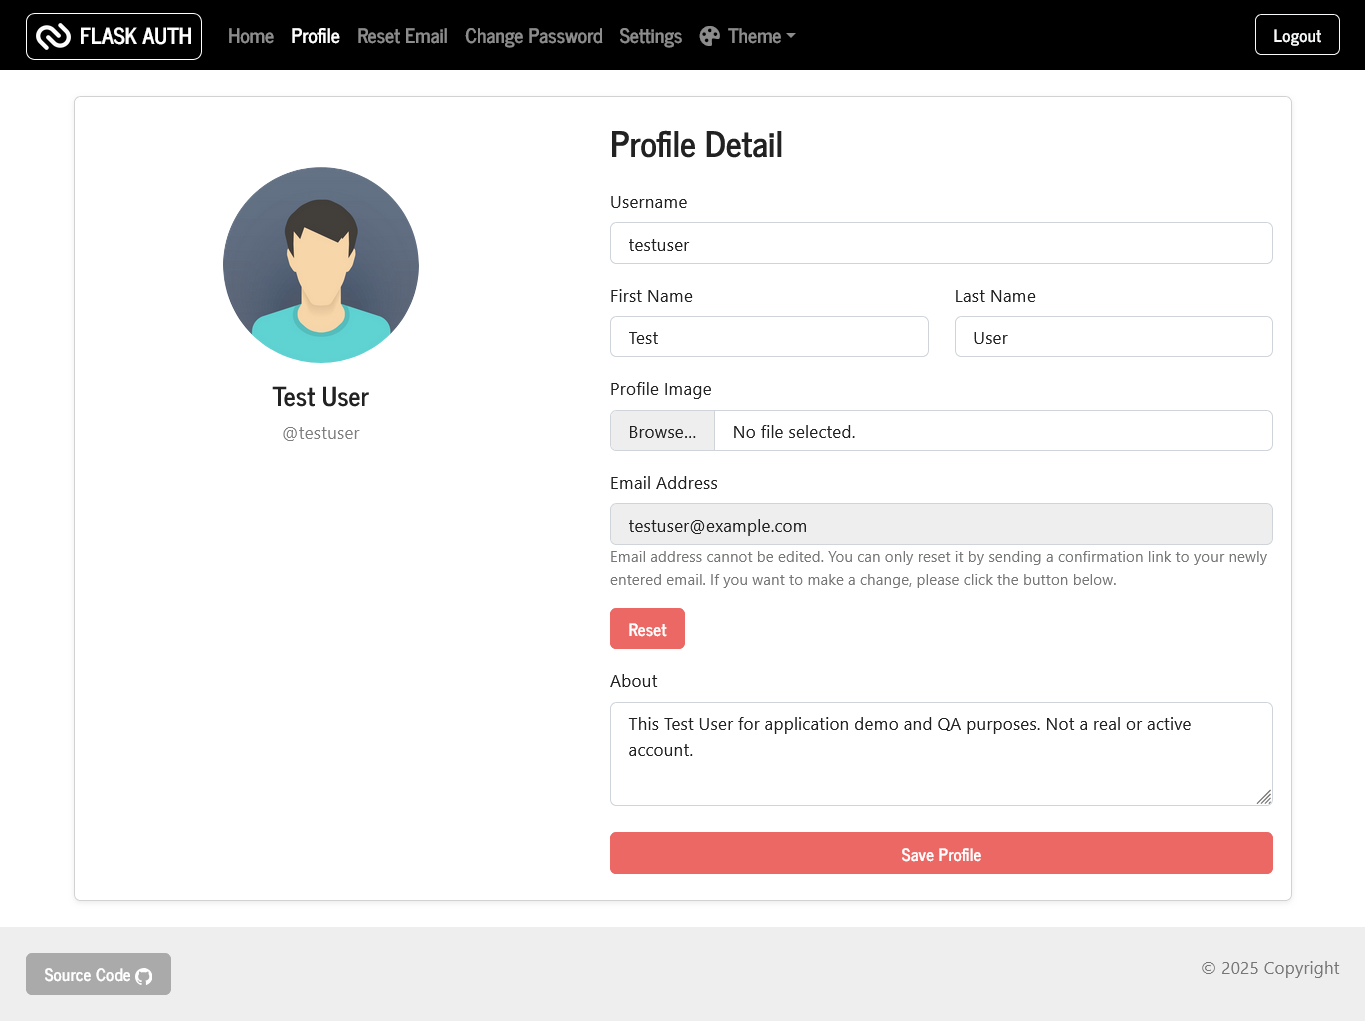 FLASK AUTH Home Profile Reset Email Change Password Settings Theme Logout
Test User
@testuser
Profile Detail
Username
testuser
First Name Last Name
Test User
Profile Image
Browse... No file selected.
Email Address
testuser@example.com
Email address cannot be edited. You can only reset it by sending a confirmation link to your newly
entered email. If you want to make a change, please click the button below.
Reset
About
This Test User for application demo and QA purposes. Not a real or active
account.
Save Profile
Source Code © 2025 Copyright